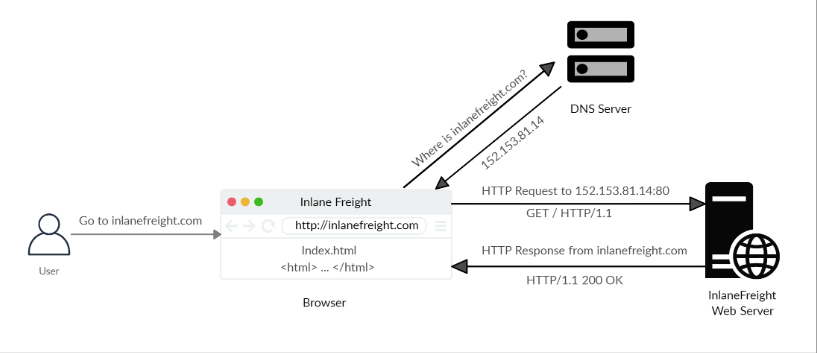 DNS Server
Where is inlanefreight.com?
152.153.81.14
Go to inlanefreight.com
User
Inlane Freight
http://inlanefreight.com
Index.html
<html> ... </html>
Browser
HTTP Request to 152.153.81.14:80
GET / HTTP/1.1
HTTP Response from inlanefreight.com
HTTP/1.1 200 OK
InlaneFreight
Web Server